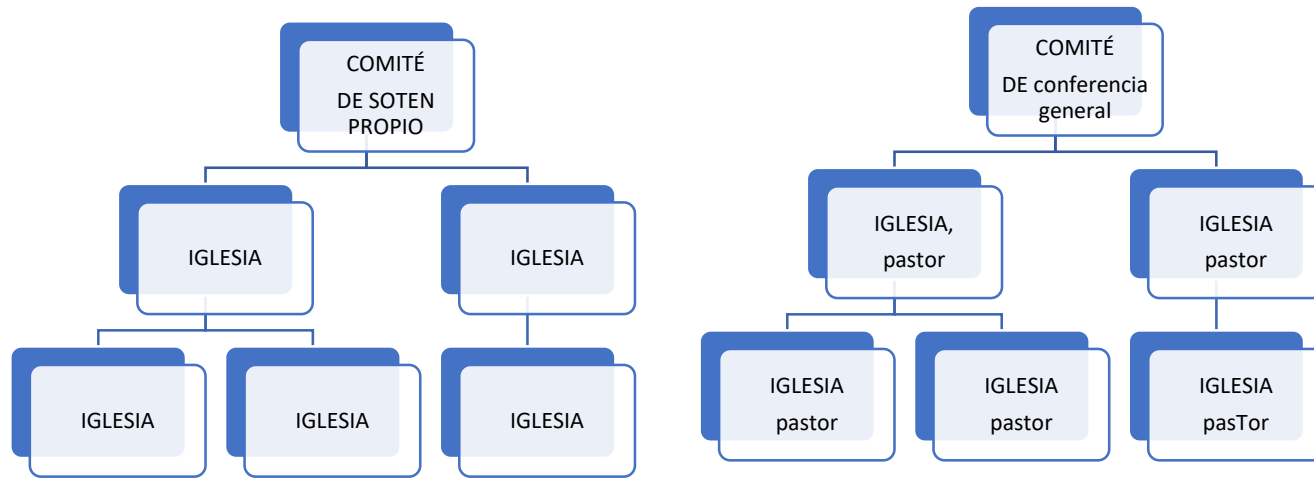 COMITÉ
DE SOTEN
PROPIO
IGLESIA
IGLESIA
IGLESIA
IGLESIA
IGLESIA
COMITÉ
DE conferencia
general
IGLESIA,
pastor
IGLESIA
pastor
IGLESIA
pastor
IGLESIA
pastor
IGLESIA
pasTor